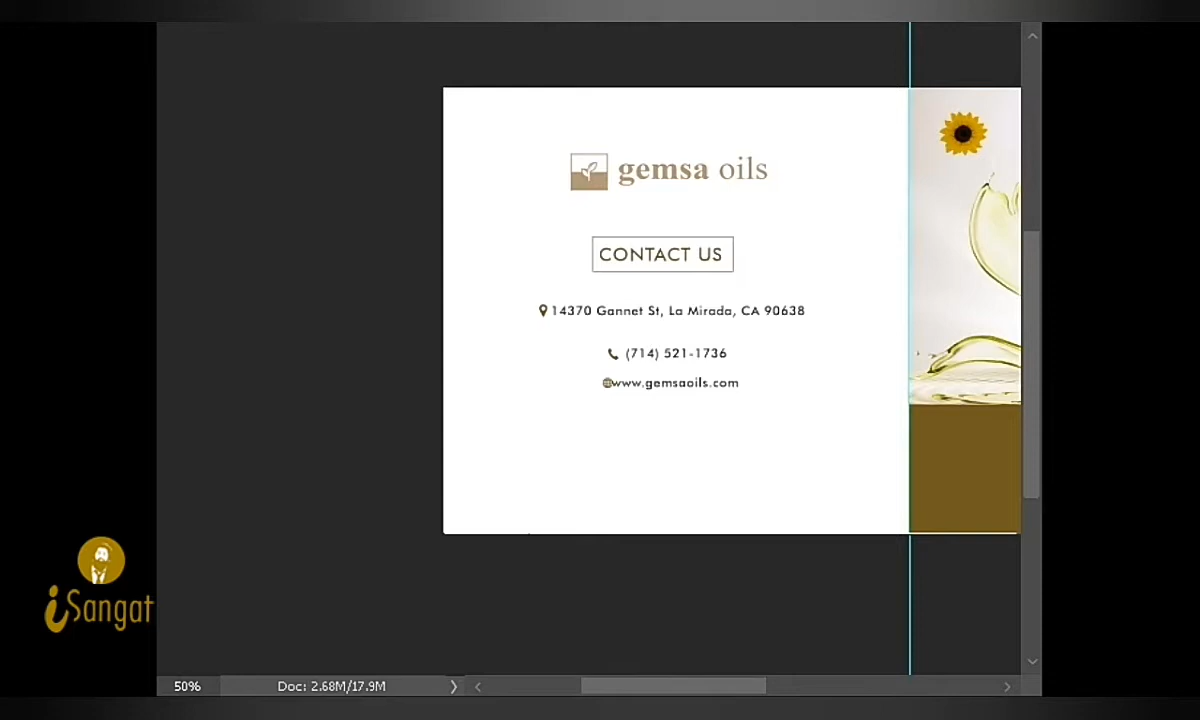 gemsa oils
CONTACT US
14370 Gannet St, La Mirada, CA 90638
(714) 521-1736
www.gemsaoils.com
iSangat
50%
Doc: 2.68M/17.9M